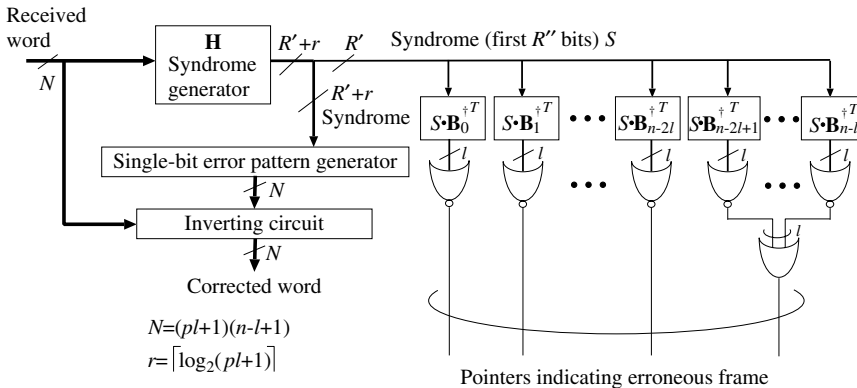 Received
word
N
H
Syndrome
generator
R'+r
R'
Syndrome (first R'' bits) S
R'+r
Syndrome
Single-bit error pattern generator
N
Inverting circuit
N
Corrected word
N=(pl+1)(n-l+1)
r=⌈log₂(pl+1)⌉
S•B₀†T
S•B₁†T
• • •
S•Bn-2l†T
S•Bn-2l+1†T
• • •
S•Bn-l†T
l
l
l
l
l
• • •
• • •
l
Pointers indicating erroneous frame